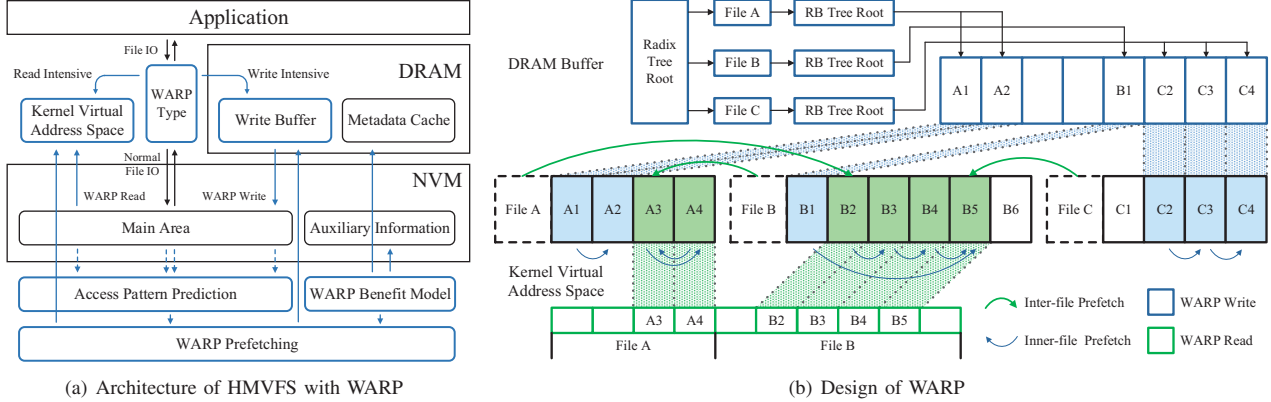 Application
File IO
Read Intensive
Write Intensive
DRAM
WARP
Type
Kernel Virtual
Address Space
Write Buffer
Metadata Cache
Normal
File IO
NVM
WARP Read
WARP Write
Main Area
Auxiliary Information
Access Pattern Prediction
WARP Benefit Model
WARP Prefetching
(a) Architecture of HMVFS with WARP
DRAM Buffer
Radix
Tree
Root
File A
RB Tree Root
File B
RB Tree Root
File C
RB Tree Root
A1 A2 B1 C2 C3 C4
File A A1 A2 A3 A4 File B B1 B2 B3 B4 B5 B6 File C C1 C2 C3 C4
Kernel Virtual
Address Space
A3 A4 B2 B3 B4 B5
File A File B
Inter-file Prefetch
WARP Write
Inner-file Prefetch
WARP Read
(b) Design of WARP